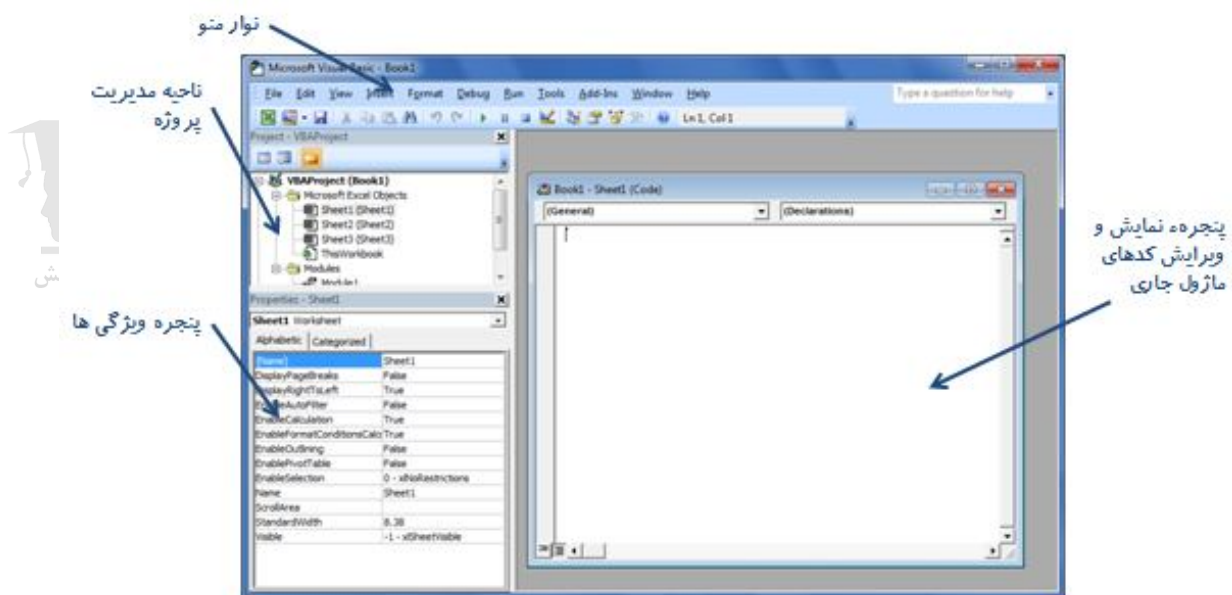 نوار منو
ناحیه مدیریت
پروژه
پنجره ویژگی ها
پنجرهء نمایش و
ویرایش کدهای
ماژول جاری
Microsoft Visual Basic - Book1
File Edit View Insert Format Debug Run Tools Add-Ins Window Help
Type a question for help
Ln 1, Col 1
Project - VBAProject
VBAProject (Book1)
Microsoft Excel Objects
Sheet1 (Sheet1)
Sheet2 (Sheet2)
Sheet3 (Sheet3)
ThisWorkbook
Modules
Module1
Properties - Sheet1
Sheet1 Worksheet
Alphabetic Categorized
(Name) Sheet1
DisplayPageBreaks False
DisplayRightToLeft True
EnableAutoFilter False
EnableCalculation True
EnableFormatConditionsCalc True
EnableOutlining False
EnablePivotTable False
EnableSelection 0 - xlNoRestrictions
Name Sheet1
ScrollArea
StandardWidth 8.38
Visible -1 - xlSheetVisible
Book1 - Sheet1 (Code)
(General) (Declarations)